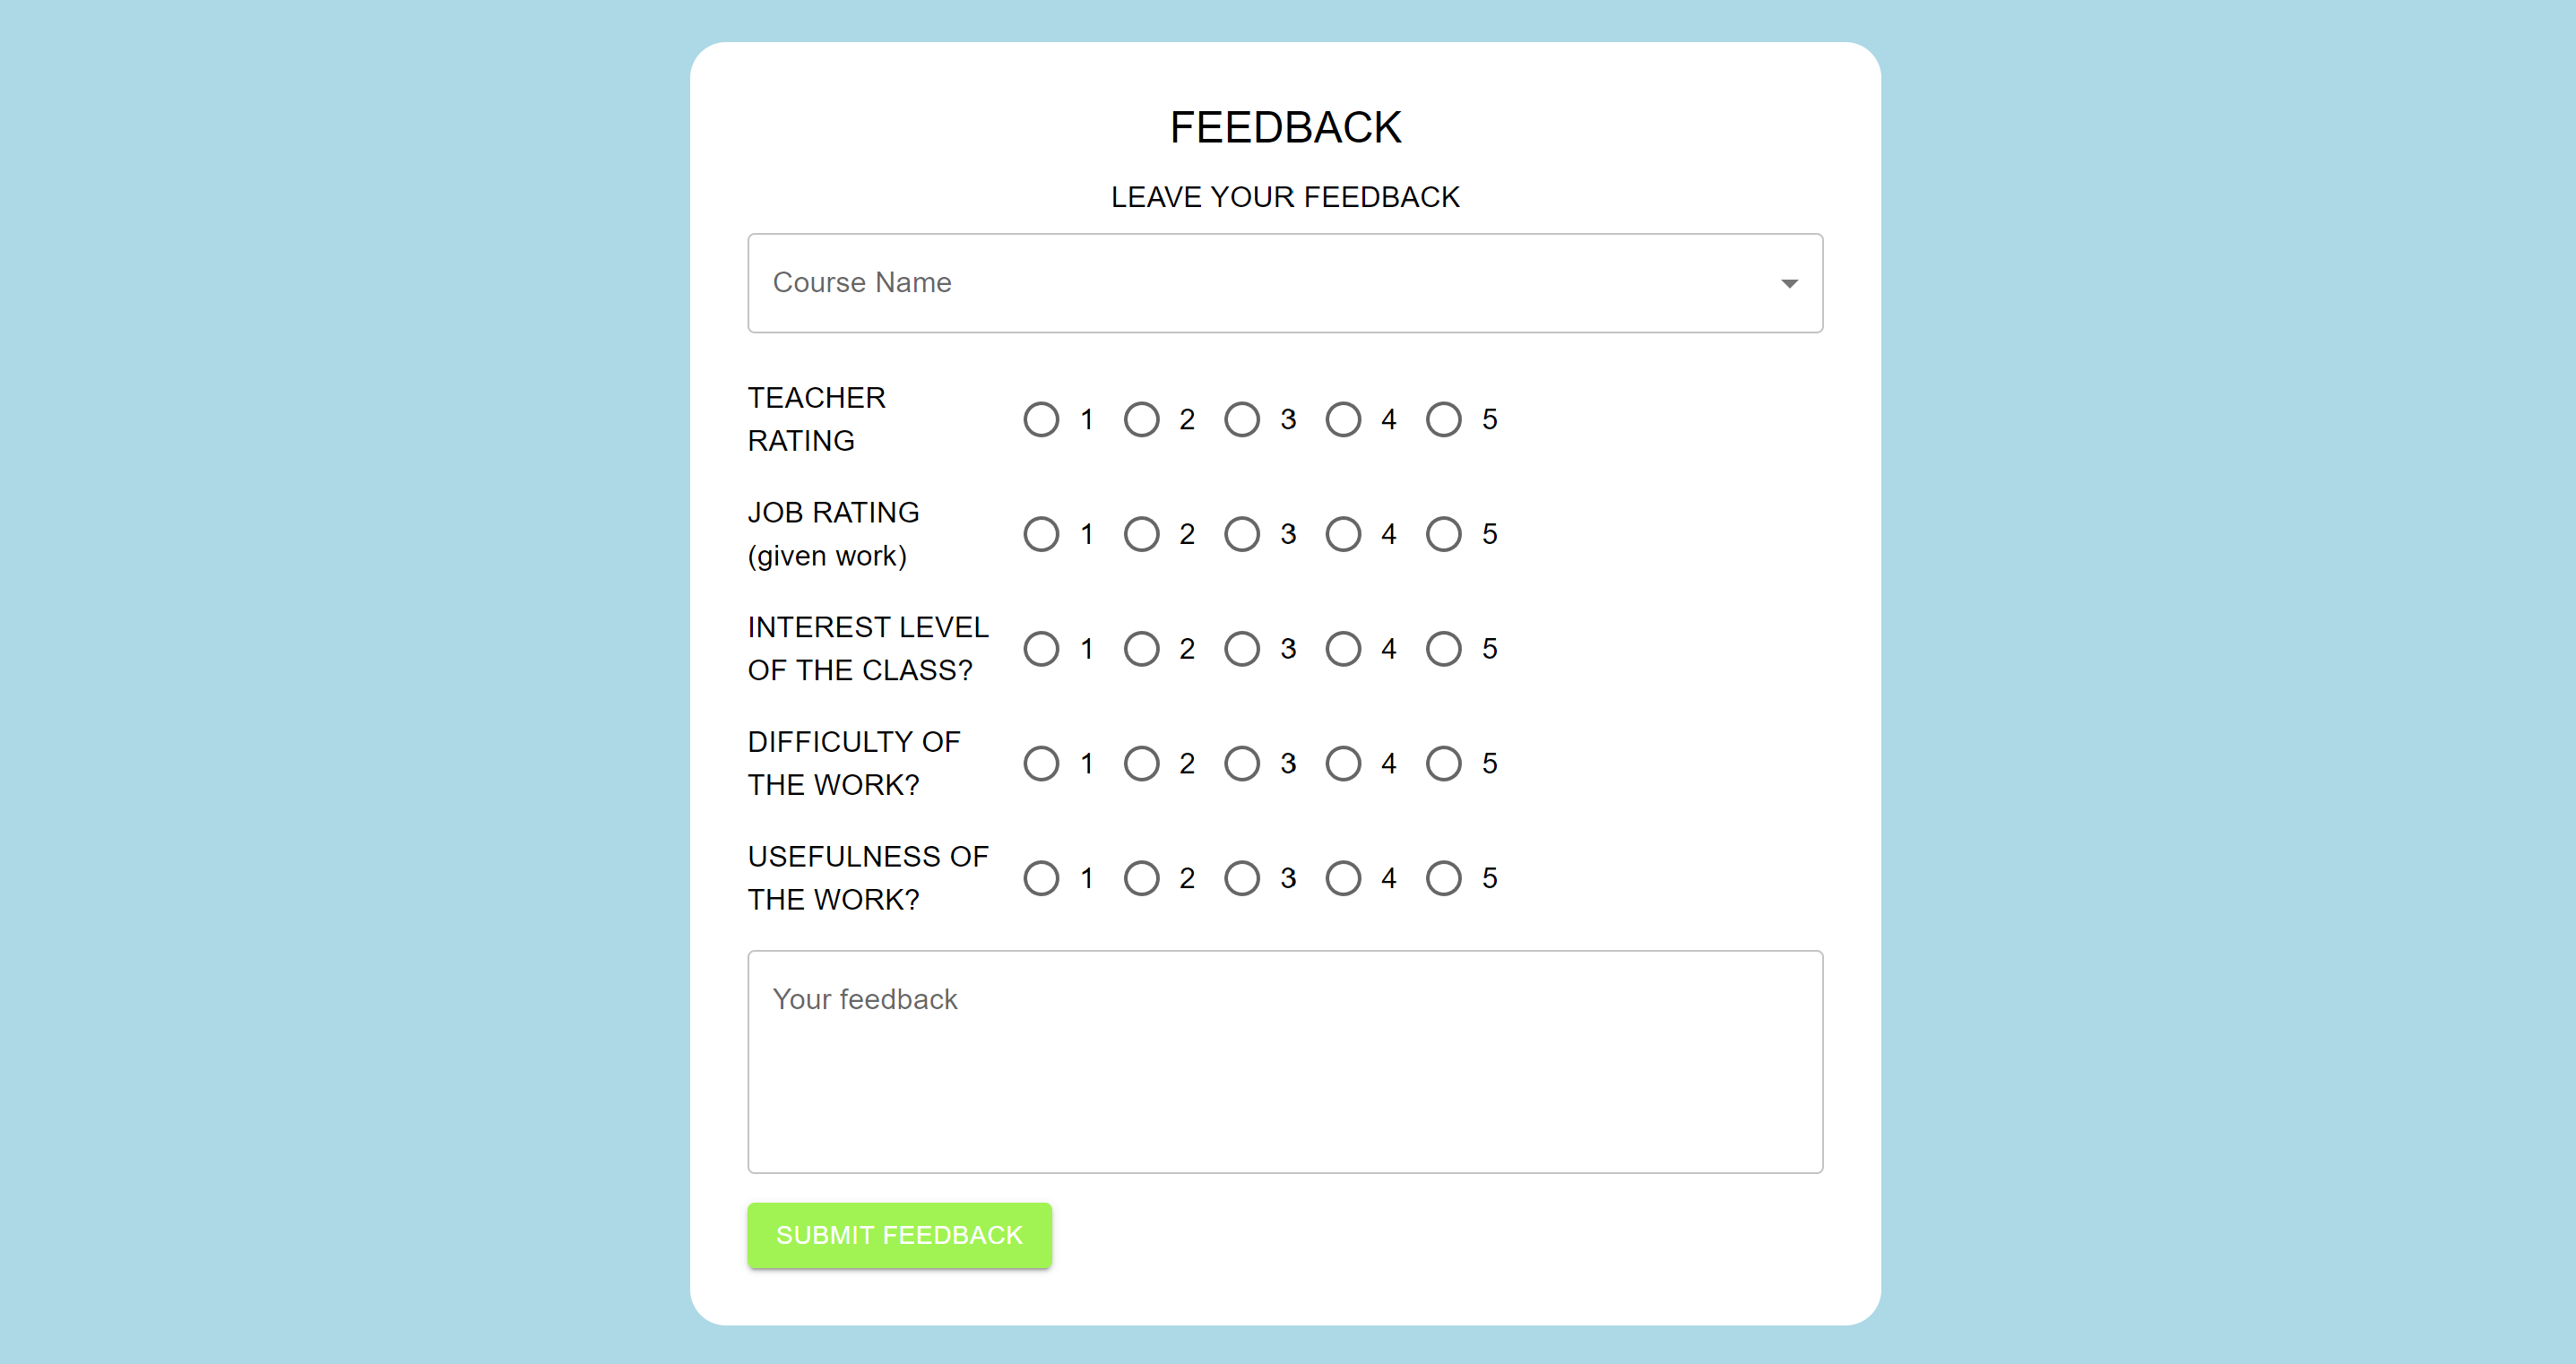 FEEDBACK
LEAVE YOUR FEEDBACK
Course Name
TEACHER
RATING
1 2 3 4 5
JOB RATING
(given work)
1 2 3 4 5
INTEREST LEVEL
OF THE CLASS?
1 2 3 4 5
DIFFICULTY OF
THE WORK?
1 2 3 4 5
USEFULNESS OF
THE WORK?
1 2 3 4 5
Your feedback
SUBMIT FEEDBACK